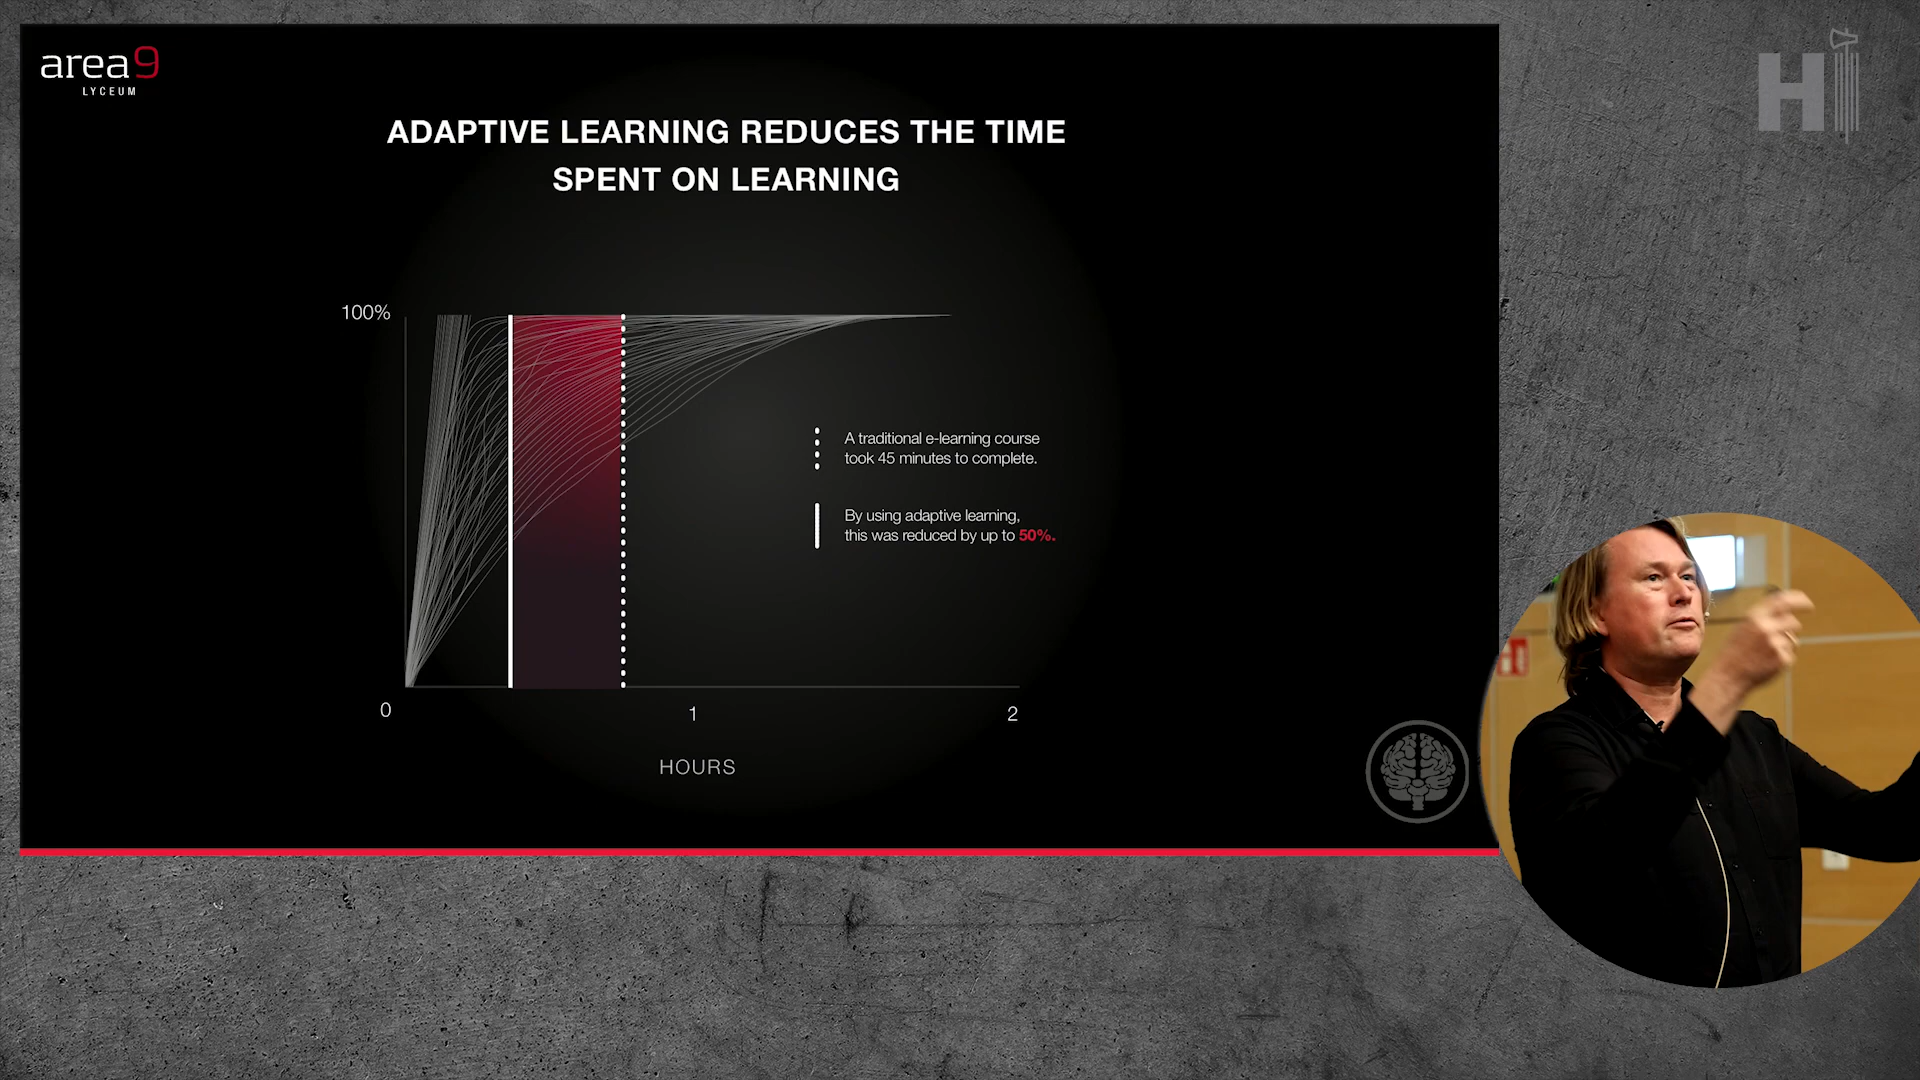 area9
LYCEUM
ADAPTIVE LEARNING REDUCES THE TIME
SPENT ON LEARNING
100%
A traditional e-learning course
took 45 minutes to complete.
By using adaptive learning,
this was reduced by up to 50%.
0
1
2
HOURS
H